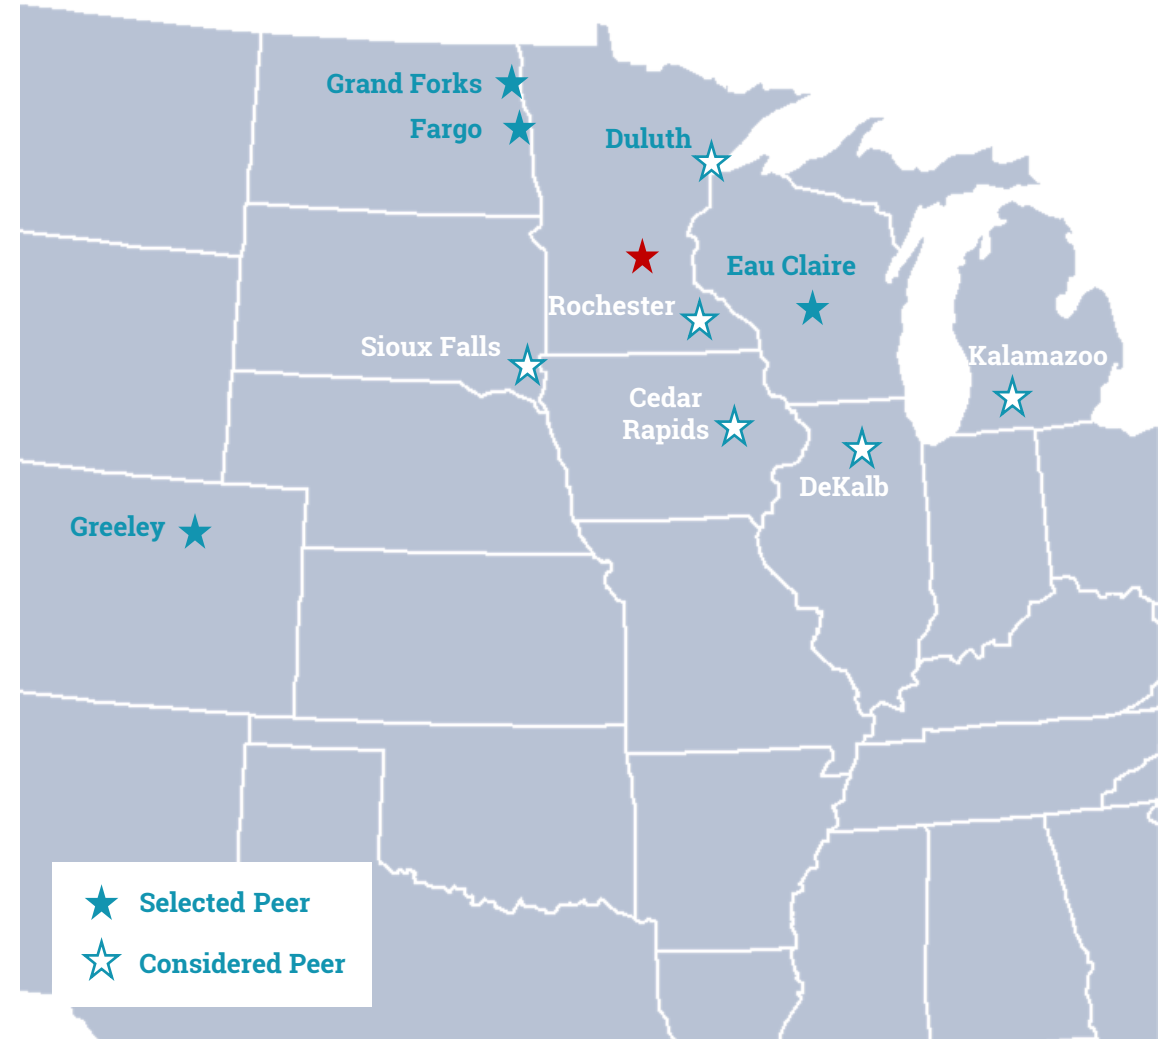 Grand Forks
Fargo
Duluth
Eau Claire
Rochester
Sioux Falls
Kalamazoo
Cedar
Rapids
DeKalb
Greeley
Selected Peer
Considered Peer